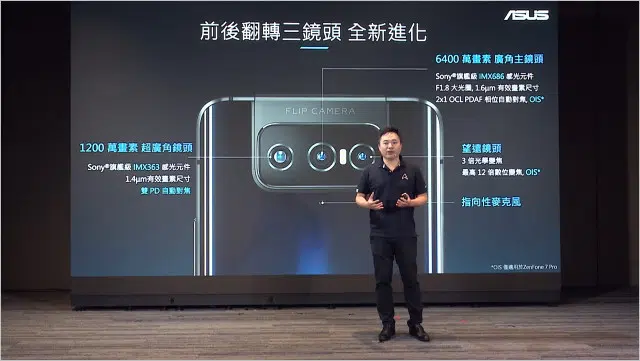 前後翻轉三鏡頭 全新進化
ASUS
6400 萬畫素 廣角主鏡頭
Sony®旗艦級 IMX686 感光元件
F1.8 大光圈, 1.6μm 有效畫素尺寸
2x1 OCL PDAF 相位自動對焦, OIS*
FLIP CAMERA
1200 萬畫素 超廣角鏡頭
Sony®旗艦級 IMX363 感光元件
1.4μm有效畫素尺寸
雙 PD 自動對焦
望遠鏡頭
3 倍光學變焦
最高 12 倍數位變焦, OIS*
指向性麥克風
*OIS 僅適用於ZenFone 7 Pro